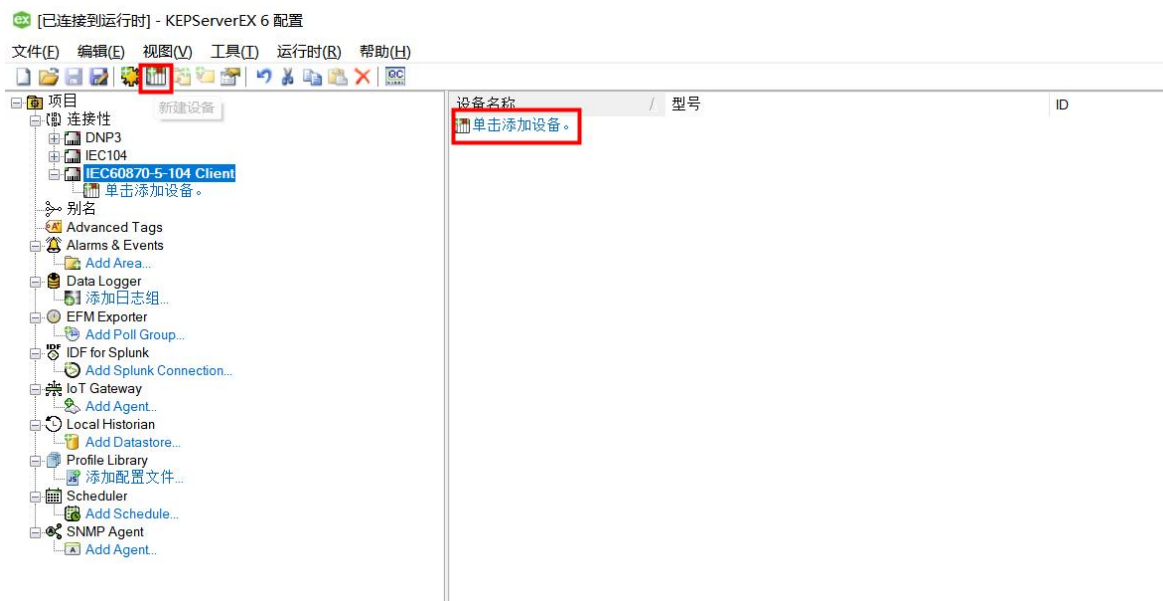 [已连接到运行时] - KEPServerEX 6 配置
文件(F) 编辑(E) 视图(V) 工具(T) 运行时(R) 帮助(H)
新建设备
项目
连接性
DNP3
IEC104
IEC60870-5-104 Client
单击添加设备。
别名
Advanced Tags
Alarms & Events
Add Area...
Data Logger
添加日志组...
EFM Exporter
Add Poll Group...
IDF for Splunk
Add Splunk Connection...
IoT Gateway
Add Agent...
Local Historian
Add Datastore...
Profile Library
添加配置文件...
Scheduler
Add Schedule...
SNMP Agent
Add Agent...
设备名称 / 型号 ID
单击添加设备。